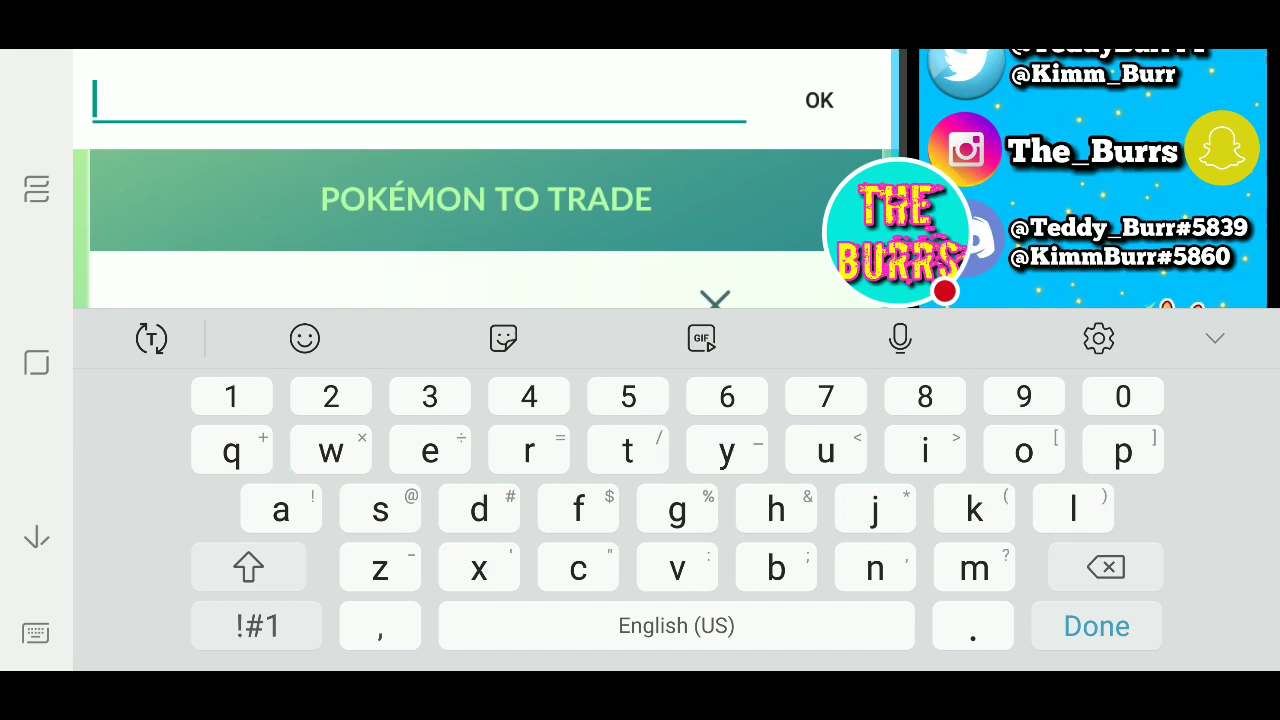 @Kimm_Burr
OK
The_Burrs
POKÉMON TO TRADE
THE
BURRS
@Teddy_Burr#5839
@KimmBurr#5860
T
GIF
1 2 3 4 5 6 7 8 9 0
q + w × e ÷ r = t / y _ u < i > o [ p ]
a ! s @ d # f $ g % h & j * k ( l )
z - x ' c " v : b ; n , m ?
!#1 , English (US) . Done